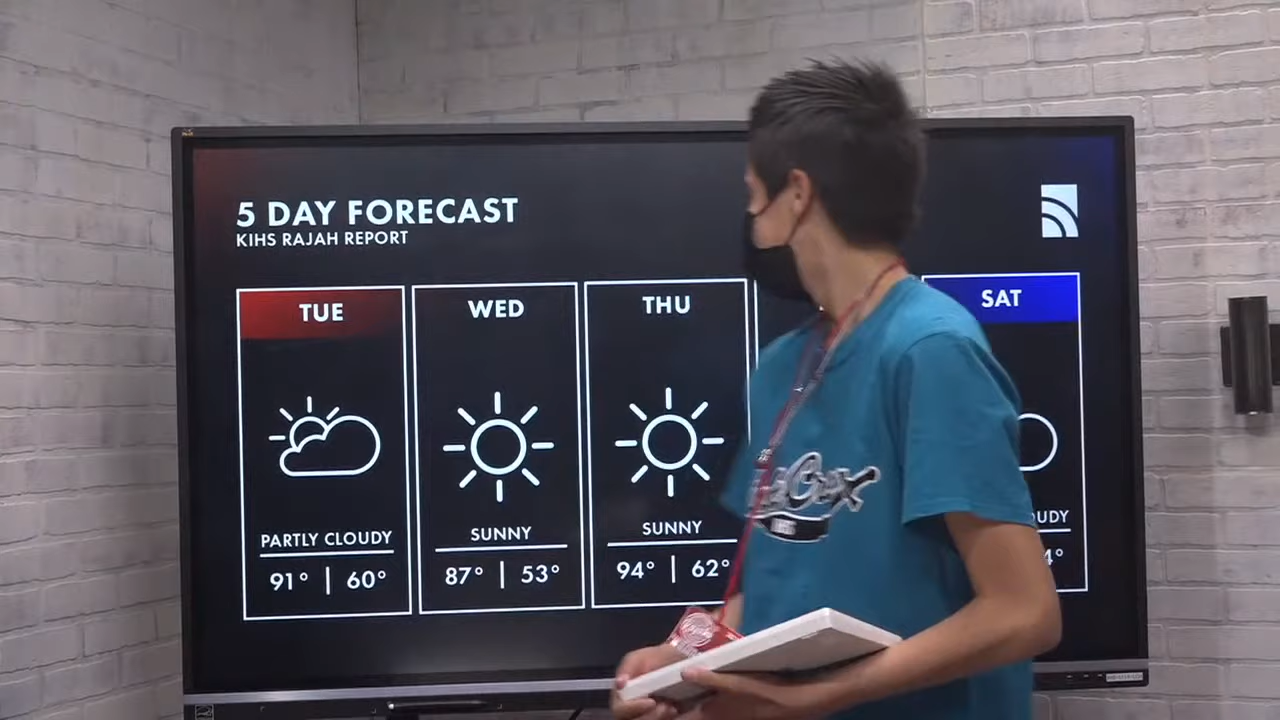 5 DAY FORECAST
KIHS RAJAH REPORT
TUE
PARTLY CLOUDY
91° | 60°
WED
SUNNY
87° | 53°
THU
SUNNY
94° | 62°
SAT